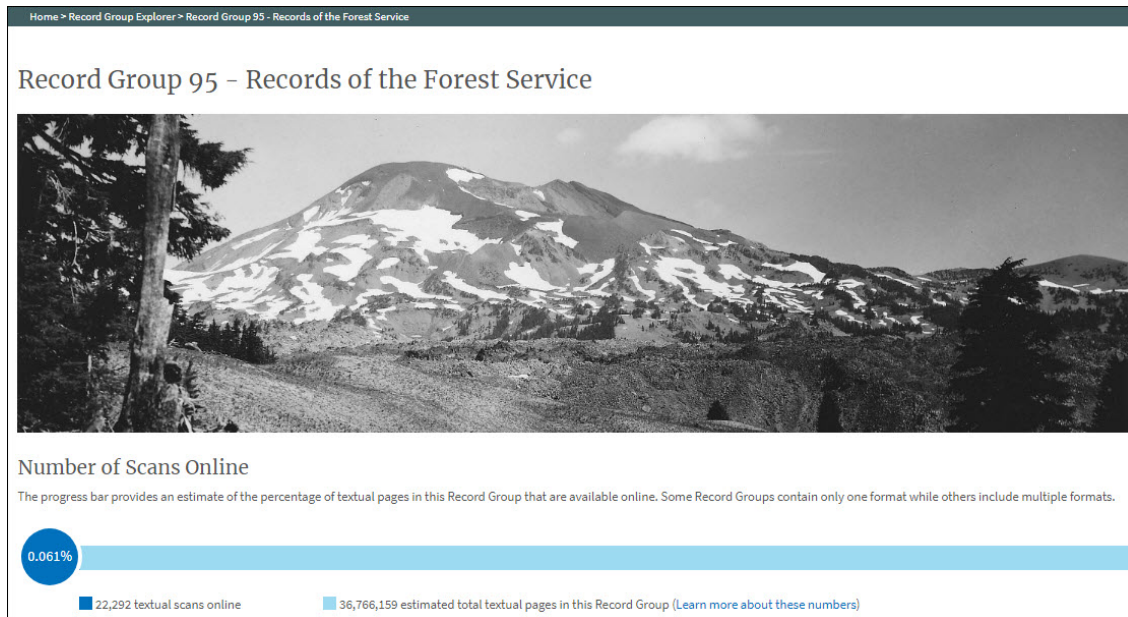 Home > Record Group Explorer > Record Group 95 - Records of the Forest Service
Record Group 95 - Records of the Forest Service
Number of Scans Online
The progress bar provides an estimate of the percentage of textual pages in this Record Group that are available online. Some Record Groups contain only one format while others include multiple formats.
0.061%
22,292 textual scans online
36,766,159 estimated total textual pages in this Record Group (Learn more about these numbers)